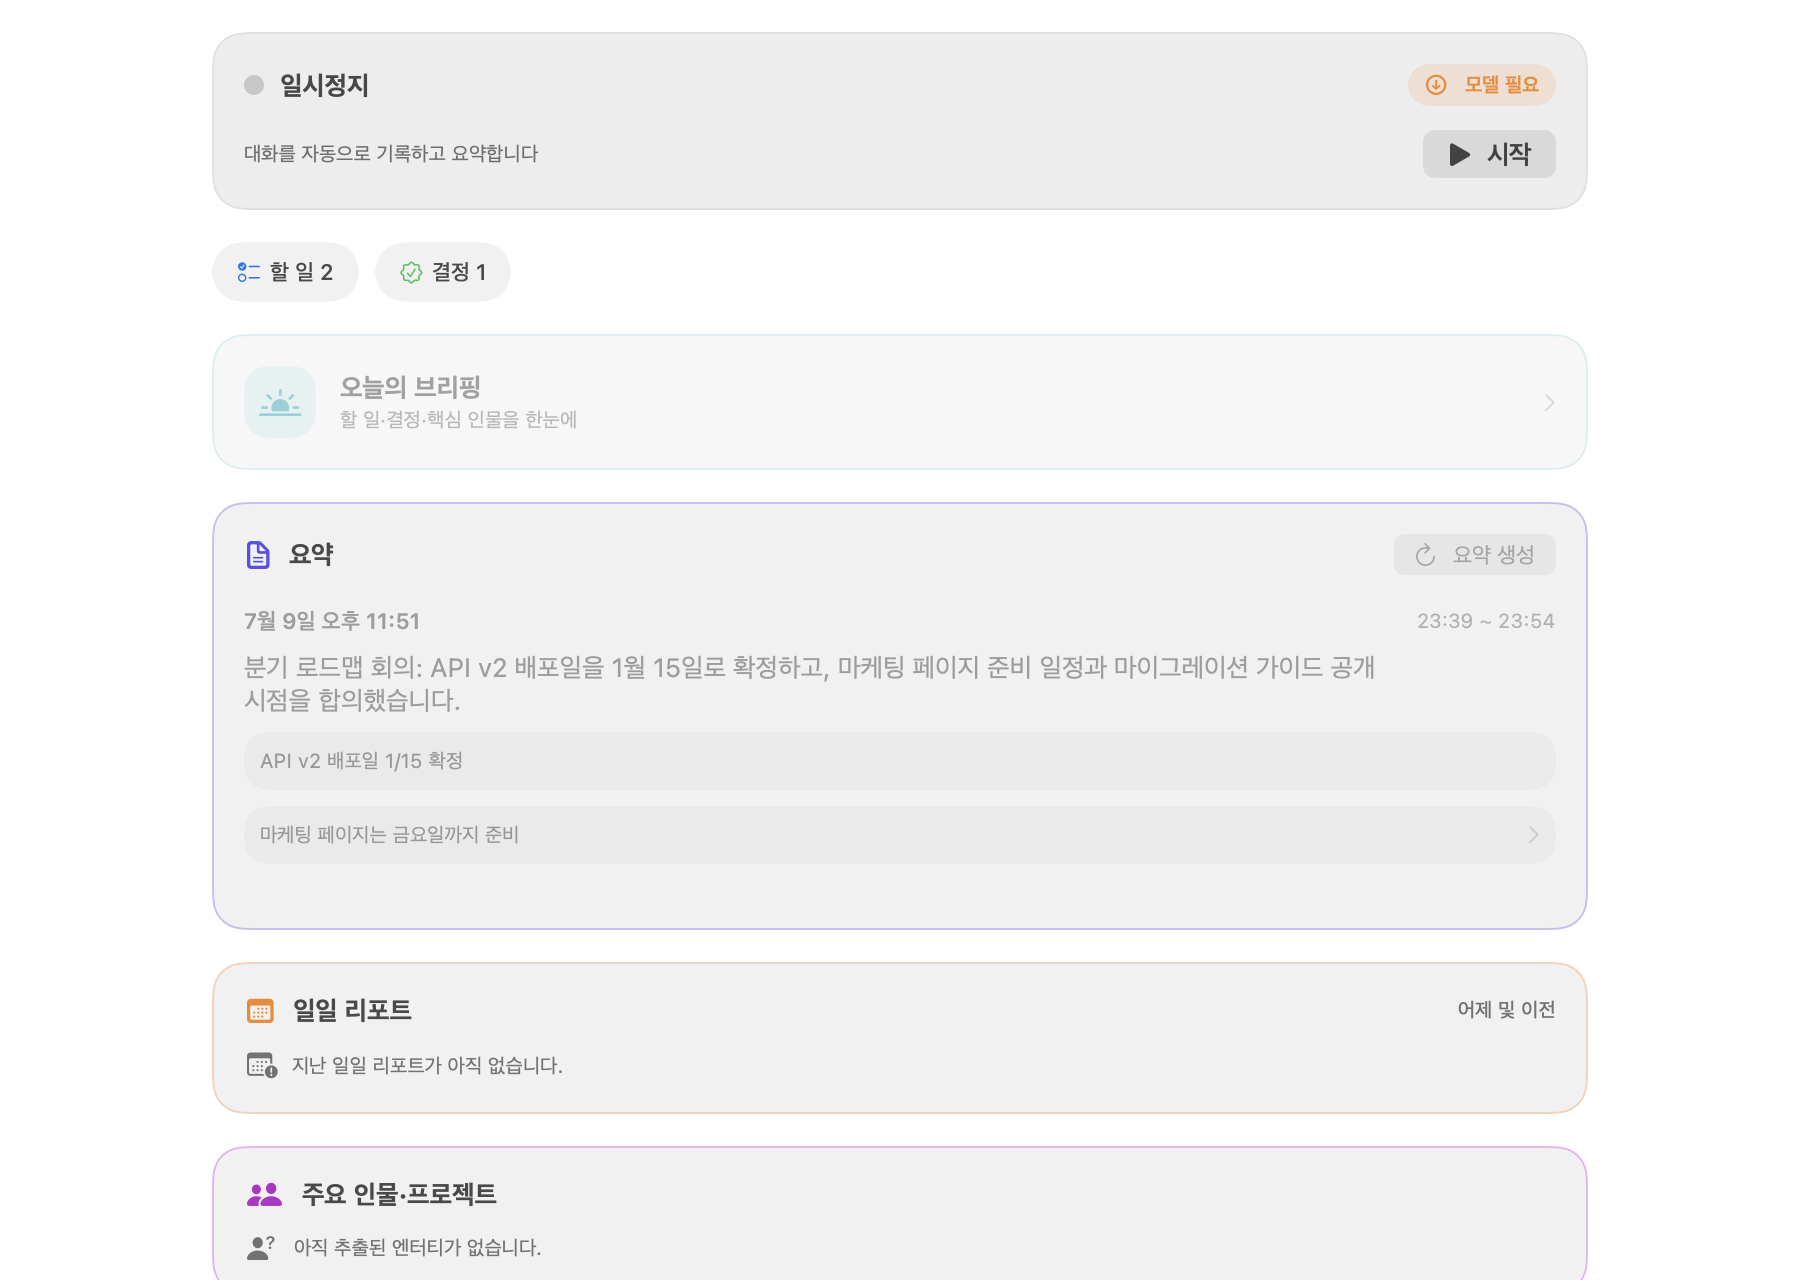 일시정지
모델 필요
대화를 자동으로 기록하고 요약합니다
시작
할 일 2
결정 1
오늘의 브리핑
할 일·결정·핵심 인물을 한눈에
요약
요약 생성
7월 9일 오후 11:51
23:39 ~ 23:54
분기 로드맵 회의: API v2 배포일을 1월 15일로 확정하고, 마케팅 페이지 준비 일정과 마이그레이션 가이드 공개
시점을 합의했습니다.
API v2 배포일 1/15 확정
마케팅 페이지는 금요일까지 준비
일일 리포트
어제 및 이전
지난 일일 리포트가 아직 없습니다.
주요 인물·프로젝트
아직 추출된 엔터티가 없습니다.